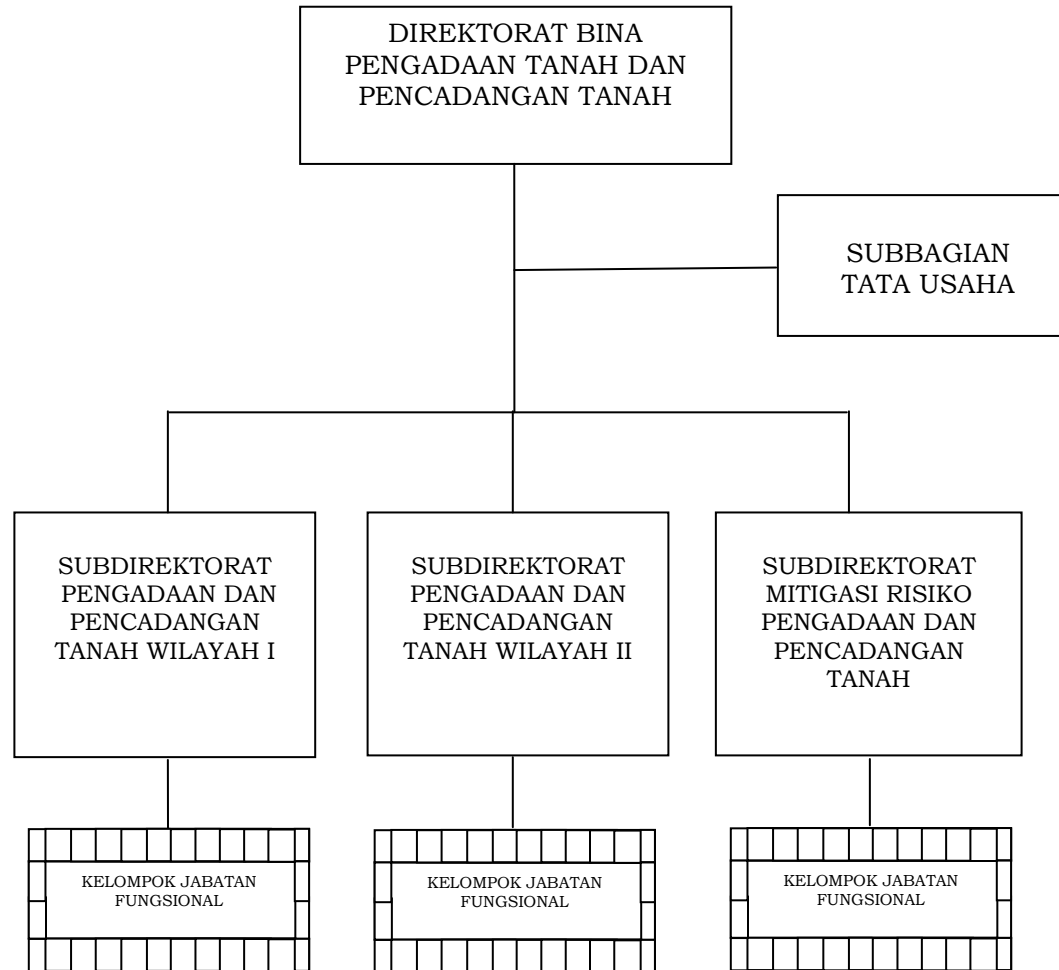 DIREKTORAT BINA
PENGADAAN TANAH DAN
PENCADANGAN TANAH
SUBBAGIAN
TATA USAHA
SUBDIREKTORAT
PENGADAAN DAN
PENCADANGAN
TANAH WILAYAH I
SUBDIREKTORAT
PENGADAAN DAN
PENCADANGAN
TANAH WILAYAH II
SUBDIREKTORAT
MITIGASI RISIKO
PENGADAAN DAN
PENCADANGAN
TANAH
KELOMPOK JABATAN
FUNGSIONAL
KELOMPOK JABATAN
FUNGSIONAL
KELOMPOK JABATAN
FUNGSIONAL